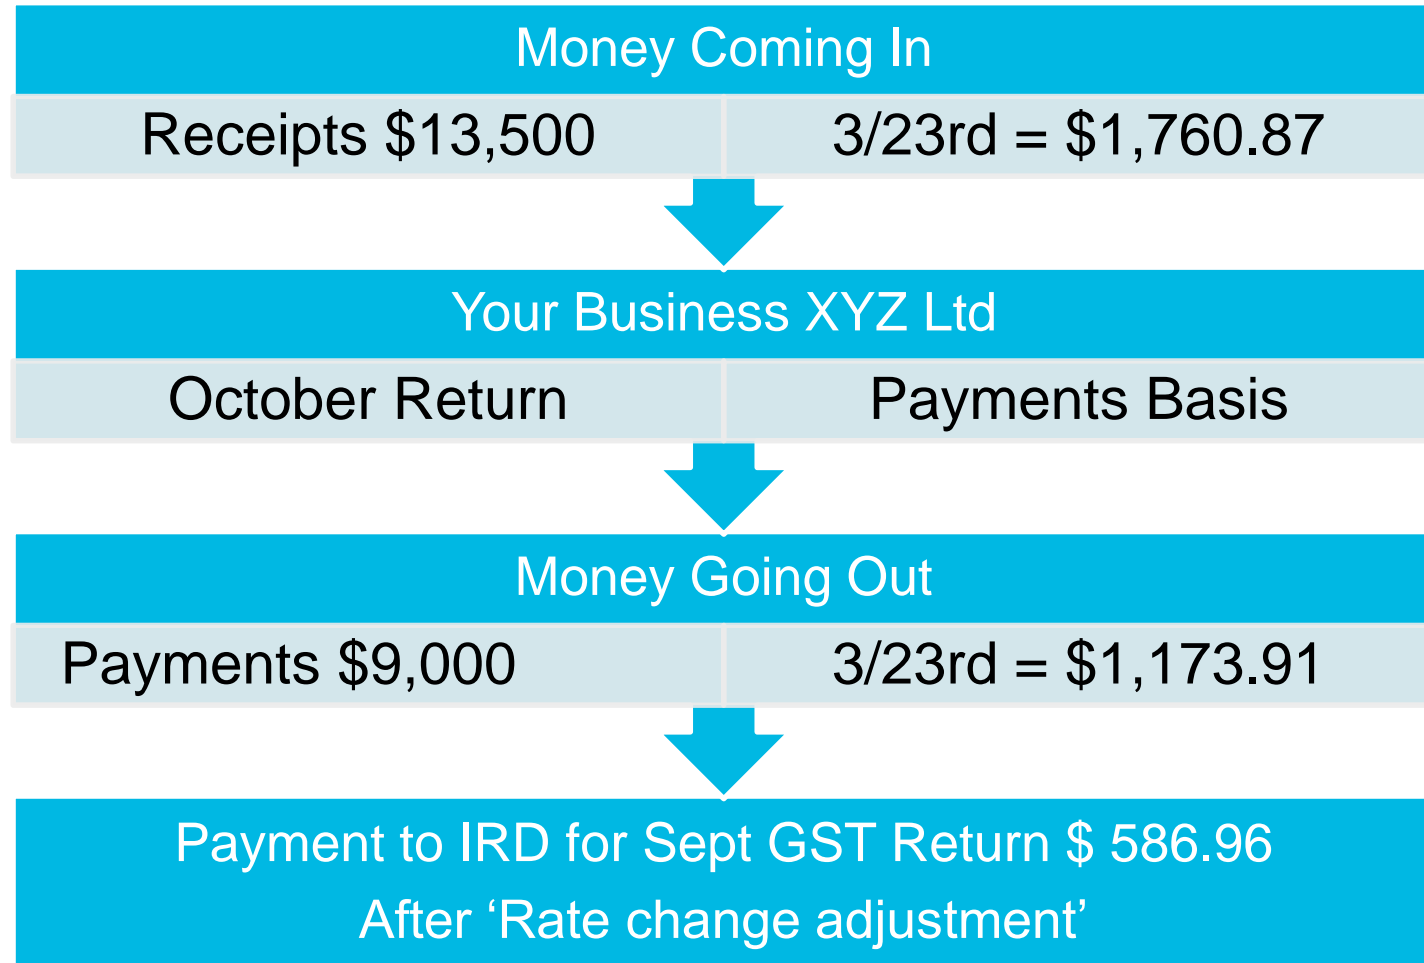 Money Coming In
Receipts $13,500
3/23rd = $1,760.87
Your Business XYZ Ltd
October Return
Payments Basis
Money Going Out
Payments $9,000
3/23rd = $1,173.91
Payment to IRD for Sept GST Return $ 586.96
After ‘Rate change adjustment’